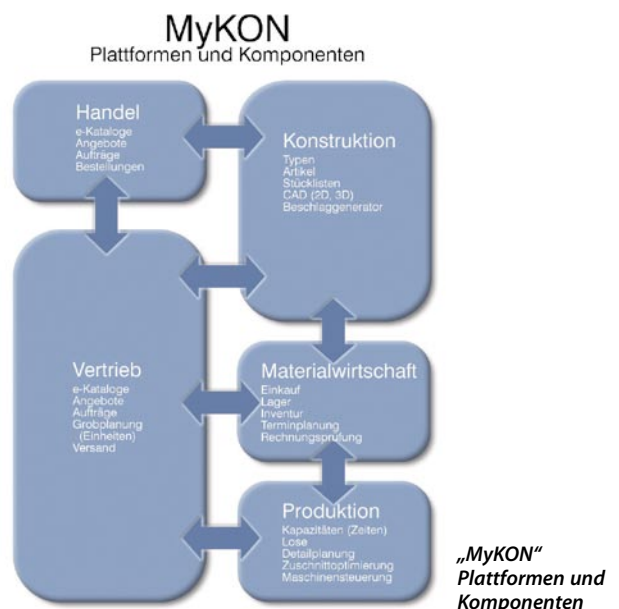 MyKON
Plattformen und Komponenten
Handel
e-Kataloge
Angebote
Aufträge
Bestellungen
Konstruktion
Typen
Artikel
Stücklisten
CAD (2D, 3D)
Beschlaggenerator
Vertrieb
e-Kataloge
Angebote
Aufträge
Grobplanung
(Einheiten)
Versand
Materialwirtschaft
Einkauf
Lager
Inventur
Terminplanung
Rechnungsprüfung
Produktion
Kapazitäten (Zeiten)
Lose
Detailplanung
Zuschnittoptimierung
Maschinensteuerung
„MyKON“
Plattformen und
Komponenten